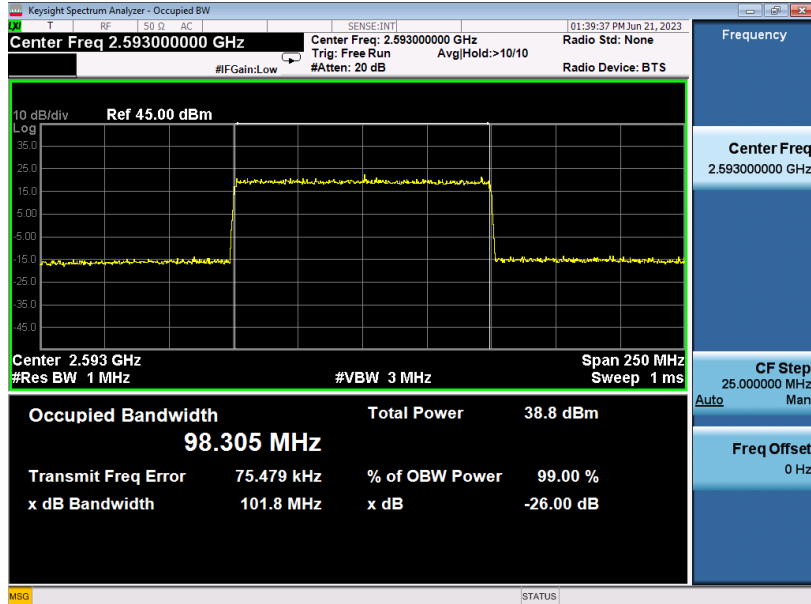 Keysight Spectrum Analyzer - Occupied BW
LXI T RF 50 Ω AC SENSE:INT 01:39:37 PM Jun 21, 2023
Center Freq 2.593000000 GHz
Center Freq: 2.593000000 GHz Radio Std: None
Trig: Free Run Avg|Hold:>10/10
#IFGain:Low #Atten: 20 dB Radio Device: BTS
10 dB/div Ref 45.00 dBm
Log
35.0
25.0
15.0
5.00
-5.00
-15.0
-25.0
-35.0
-45.0
Center 2.593 GHz Span 250 MHz
#Res BW 1 MHz #VBW 3 MHz Sweep 1 ms
Occupied Bandwidth Total Power 38.8 dBm
98.305 MHz
Transmit Freq Error 75.479 kHz % of OBW Power 99.00 %
x dB Bandwidth 101.8 MHz x dB -26.00 dB
MSG STATUS
Frequency
Center Freq
2.593000000 GHz
CF Step
25.000000 MHz
Auto Man
Freq Offset
0 Hz